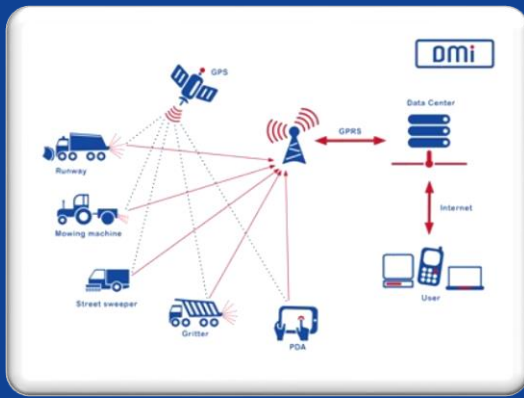 DMi
GPS
Data Center
GPRS
Runway
Mowing machine
Internet
Street sweeper
Gritter
PDA
User